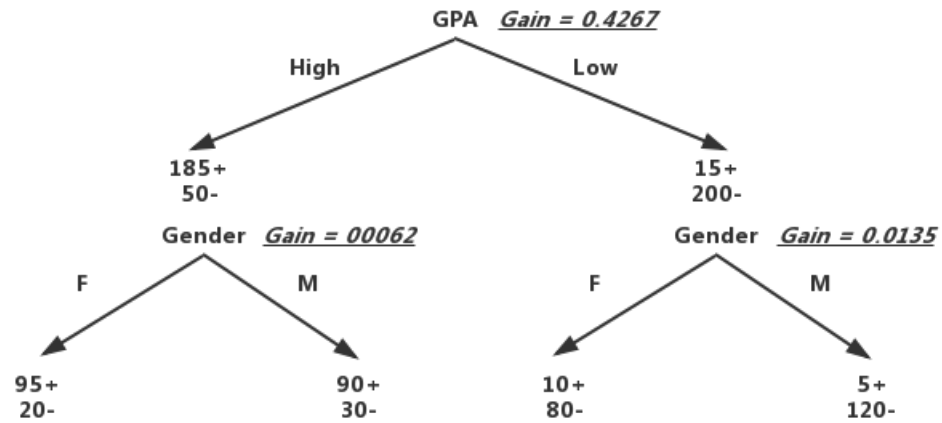 GPA Gain = 0.4267
High Low
185+ 15+
50- 200-
Gender Gain = 00062 Gender Gain = 0.0135
F M F M
95+ 90+ 10+ 5+
20- 30- 80- 120-